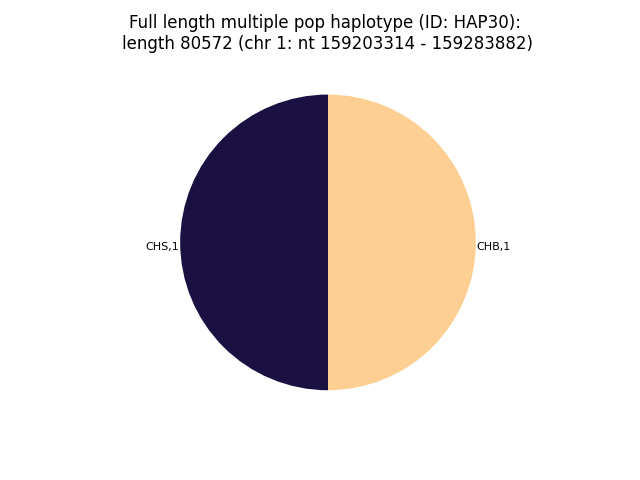 Full length multiple pop haplotype (ID: HAP30):
length 80572 (chr 1: nt 159203314 - 159283882)
CHS,1
CHB,1